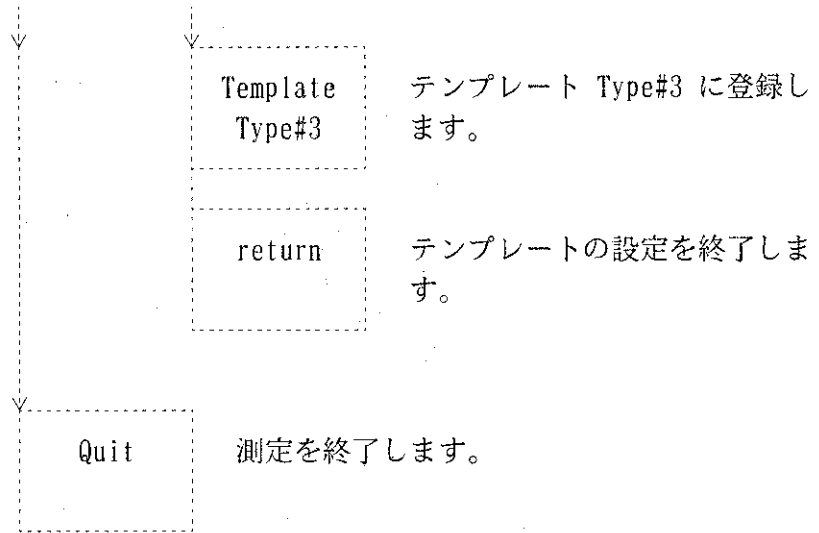 Template
Type#3
テンプレート Type#3 に登録し
ます。
return
テンプレートの設定を終了しま
す。
Quit
測定を終了します。